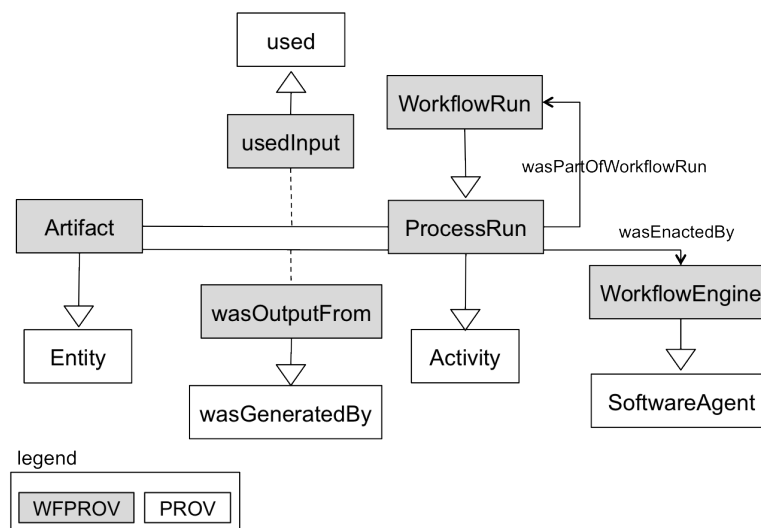 used
WorkflowRun
usedInput
wasPartOfWorkflowRun
Artifact
ProcessRun
wasEnactedBy
wasOutputFrom
WorkflowEngine
Entity
Activity
wasGeneratedBy
SoftwareAgent
legend
WFPROV
PROV